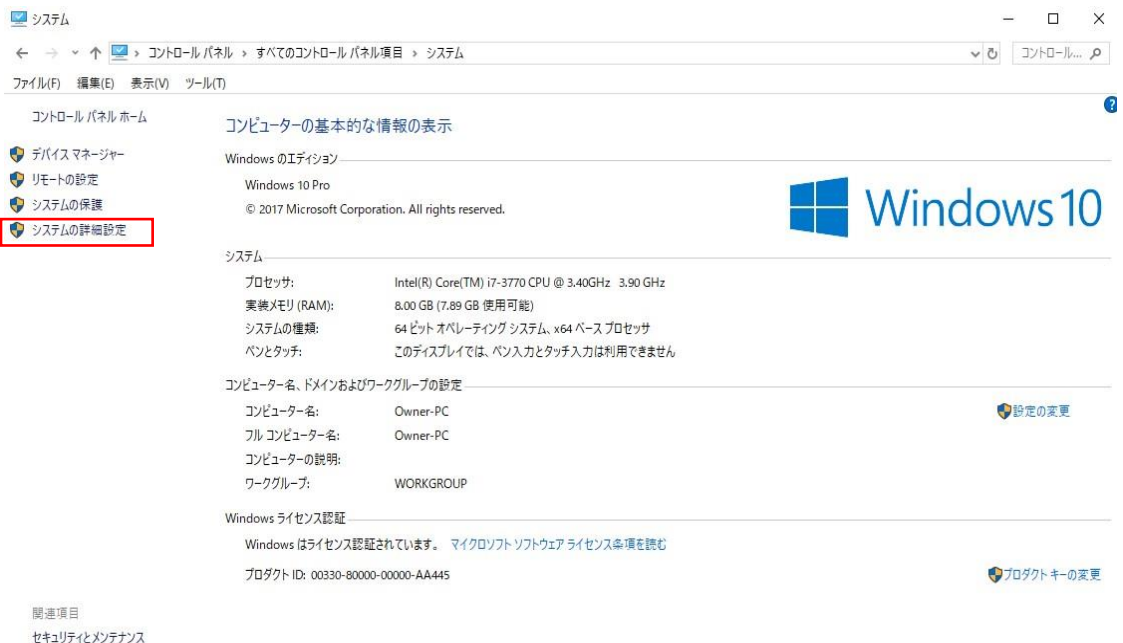 システム
コントロール パネル › すべてのコントロール パネル項目 › システム
コントロール...
ファイル(F) 編集(E) 表示(V) ツール(T)
コントロール パネル ホーム
デバイス マネージャー
リモートの設定
システムの保護
システムの詳細設定
コンピューターの基本的な情報の表示
Windows のエディション
Windows 10 Pro
© 2017 Microsoft Corporation. All rights reserved.
Windows 10
システム
プロセッサ: Intel(R) Core(TM) i7-3770 CPU @ 3.40GHz 3.90 GHz
実装メモリ (RAM): 8.00 GB (7.89 GB 使用可能)
システムの種類: 64 ビット オペレーティング システム、x64 ベース プロセッサ
ペンとタッチ: このディスプレイでは、ペン入力とタッチ入力は利用できません
コンピューター名、ドメインおよびワークグループの設定
コンピューター名: Owner-PC 設定の変更
フル コンピューター名: Owner-PC
コンピューターの説明:
ワークグループ: WORKGROUP
Windows ライセンス認証
Windows はライセンス認証されています。 マイクロソフト ソフトウェア ライセンス条項を読む
プロダクト ID: 00330-80000-00000-AA445 プロダクト キーの変更
関連項目
セキュリティとメンテナンス